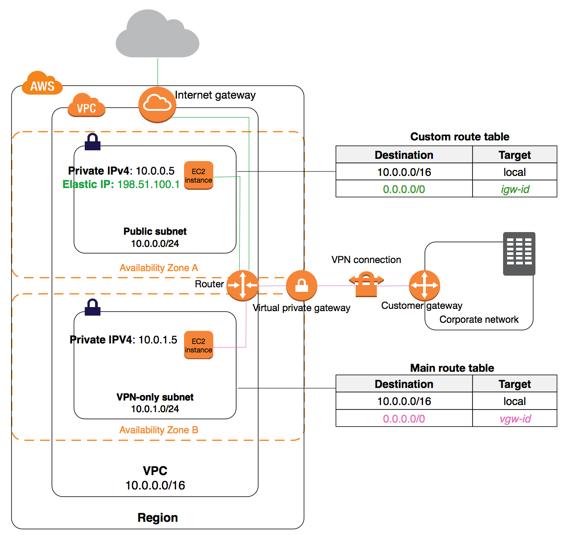 AWS
Internet gateway
VPC
Custom route table
Destination Target
10.0.0.0/16 local
0.0.0.0/0 igw-id
Private IPv4: 10.0.0.5
Elastic IP: 198.51.100.1
EC2
instance
Public subnet
10.0.0.0/24
Availability Zone A
VPN connection
Router
Virtual private gateway
Customer gateway
Corporate network
Private IPV4: 10.0.1.5
EC2
instance
VPN-only subnet
10.0.1.0/24
Availability Zone B
Main route table
Destination Target
10.0.0.0/16 local
0.0.0.0/0 vgw-id
VPC
10.0.0.0/16
Region